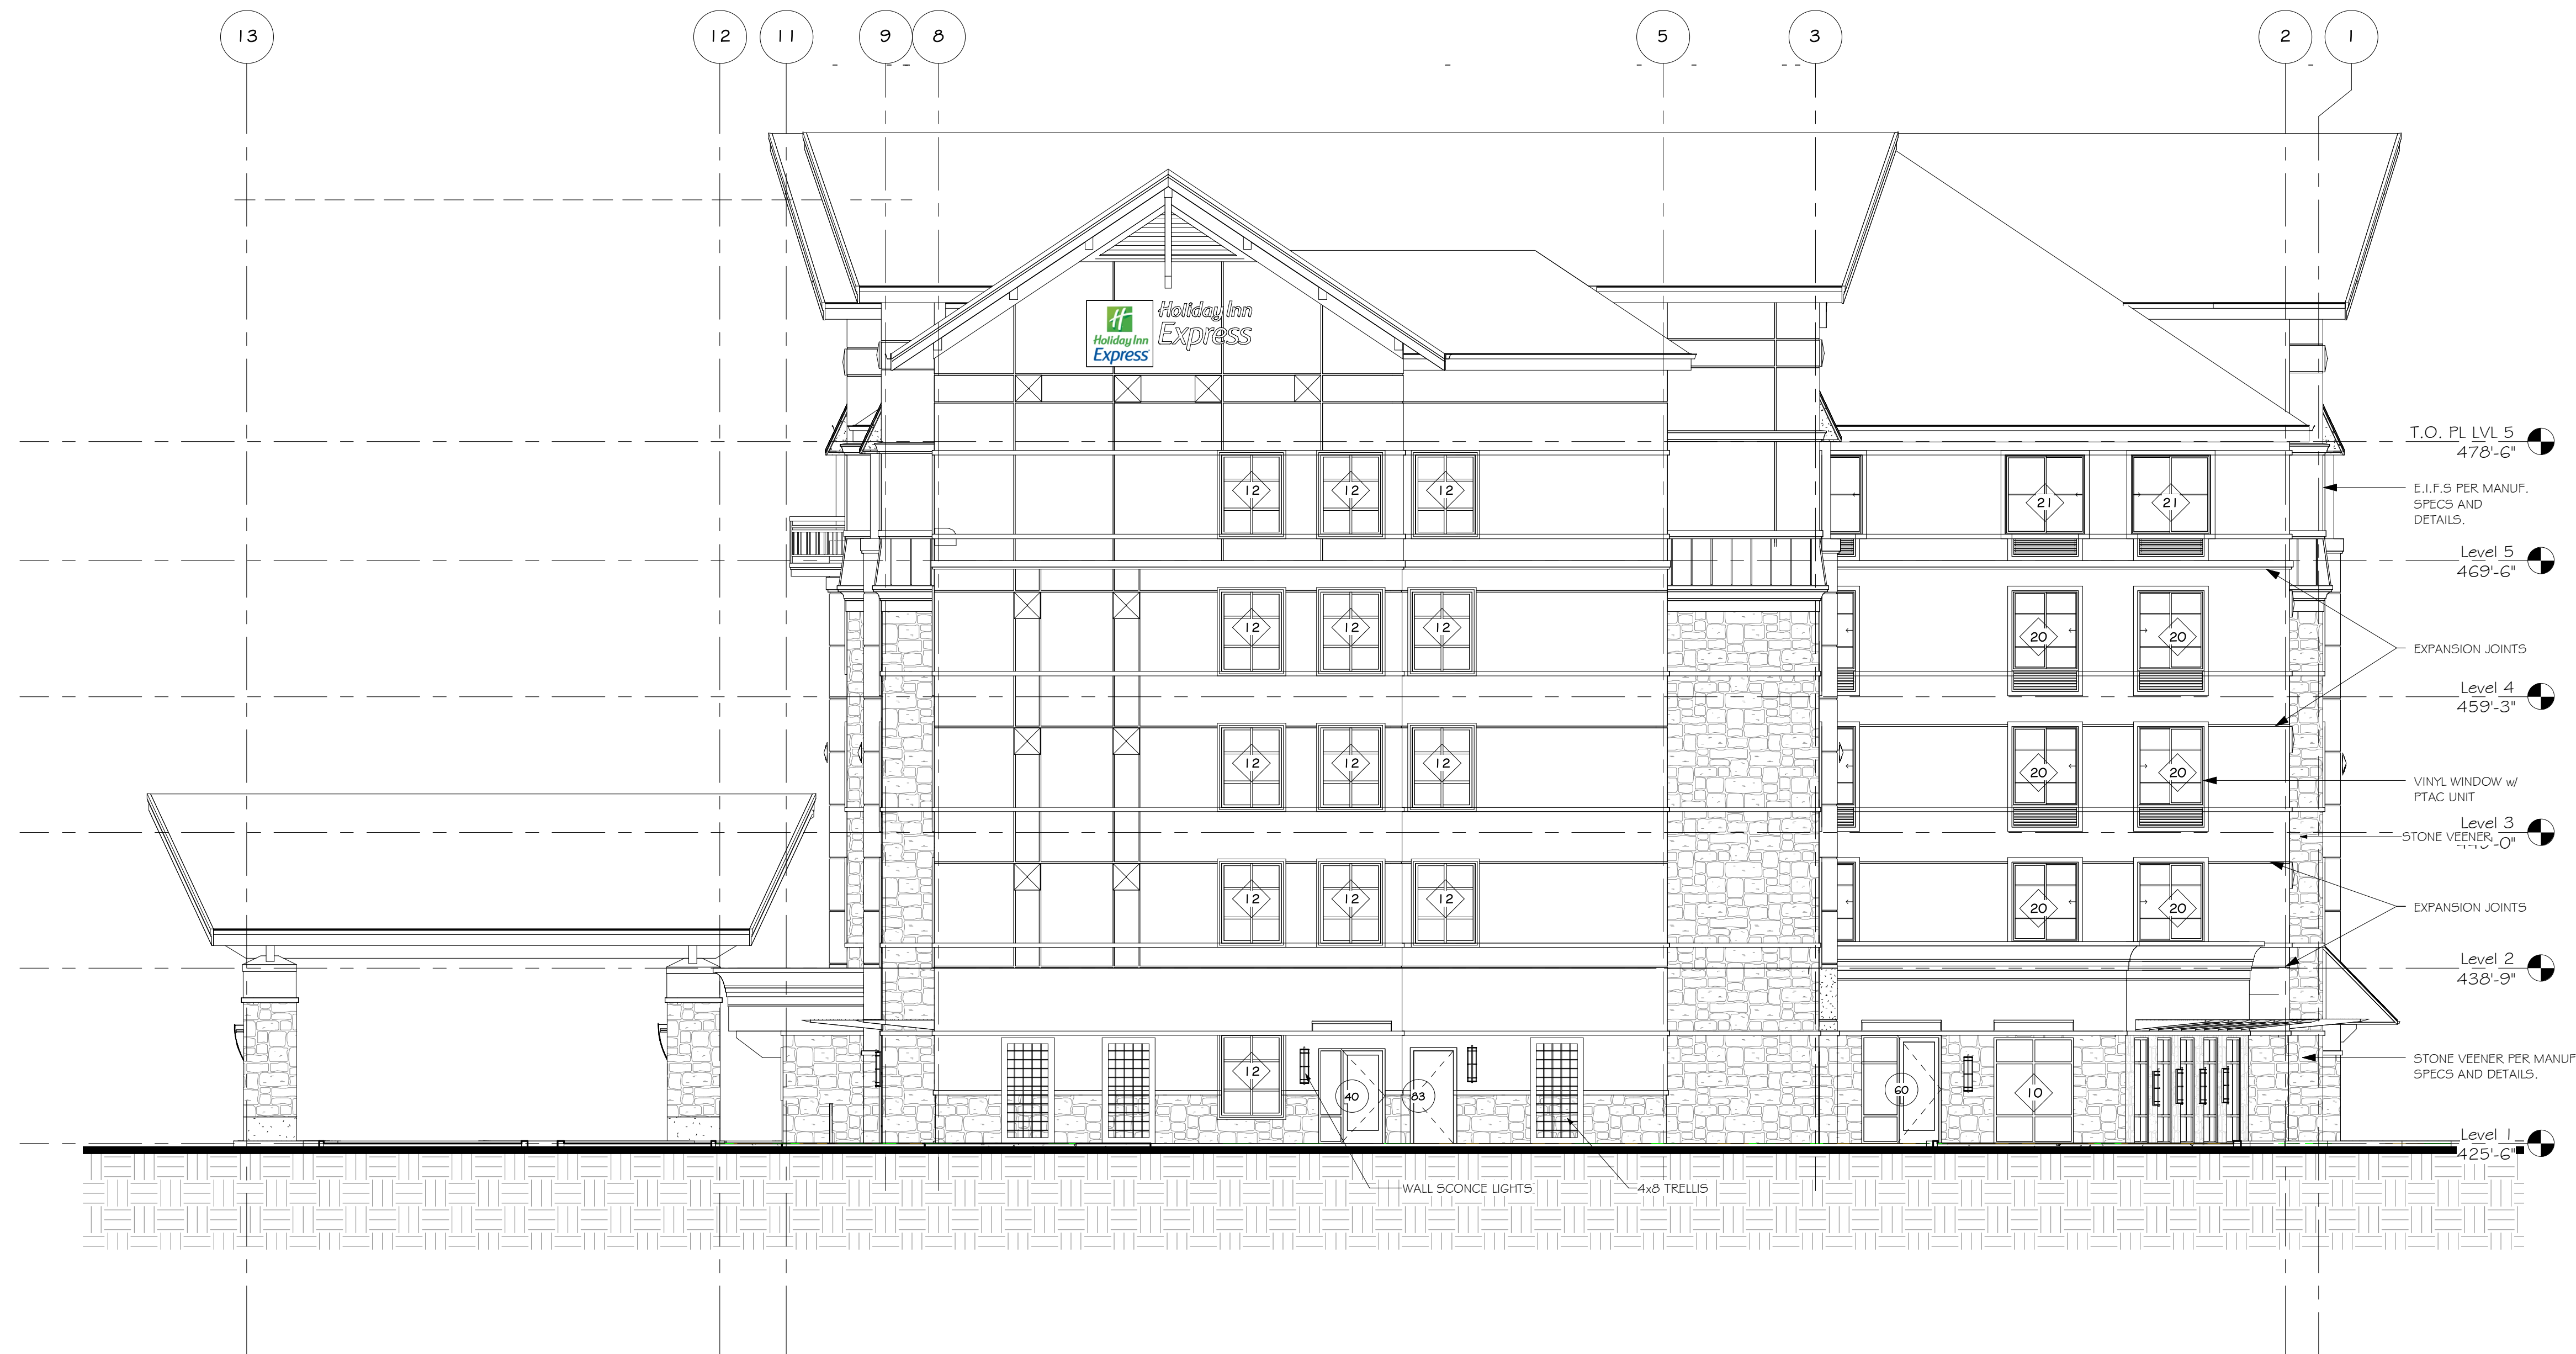 13 12 11 9 8 5 3 2 1
Holiday Inn
Express
Holiday Inn
Express
T.O. PL LVL 5
478'-6"
12 12 12 21 21
E.I.F.S PER MANUF.
SPECS AND
DETAILS.
Level 5
469'-6"
12 12 12 20 20
EXPANSION JOINTS
Level 4
459'-3"
12 12 12 20 20
VINYL WINDOW w/
PTAC UNIT
Level 3
STONE VEENER
12 12 12 20 20
EXPANSION JOINTS
Level 2
438'-9"
STONE VEENER PER MANUF
SPECS AND DETAILS.
12 40 83 60 10
Level 1
425'-6"
WALL SCONCE LIGHTS
4x8 TRELLIS